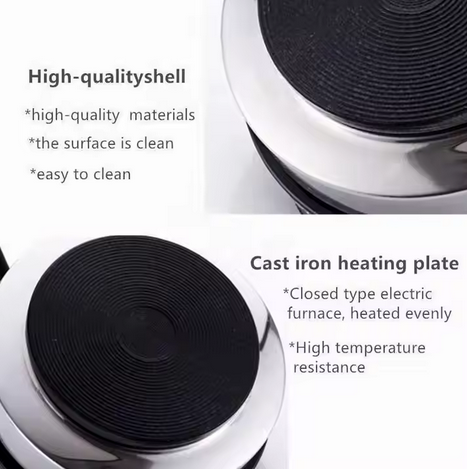 High-qualityshell
*high-quality materials
*the surface is clean
*easy to clean
Cast iron heating plate
*Closed type electric
furnace, heated evenly
*High temperature
resistance